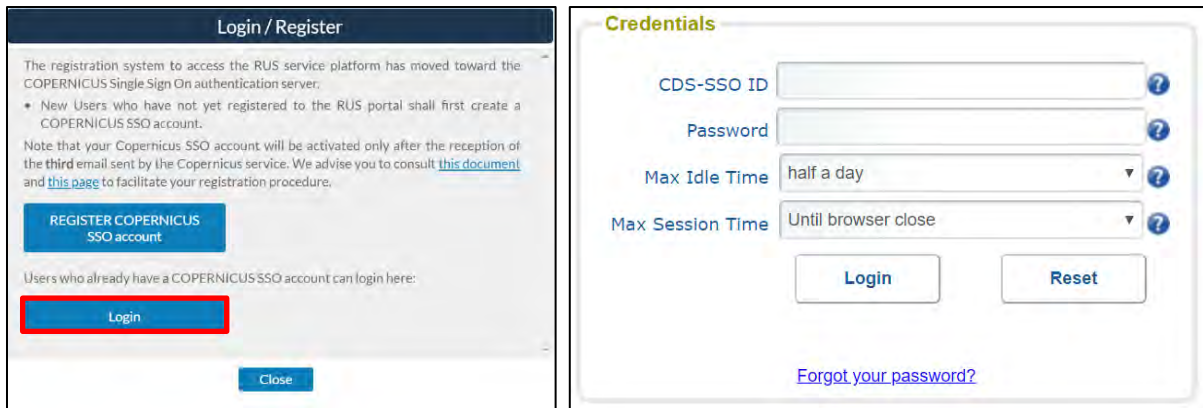 Login / Register
The registration system to access the RUS service platform has moved toward the
COPERNICUS Single Sign On authentication server.
• New Users who have not yet registered to the RUS portal shall first create a
COPERNICUS SSO account.
Note that your Copernicus SSO account will be activated only after the reception of
the third email sent by the Copernicus service. We advise you to consult this document
and this page to facilitate your registration procedure.
REGISTER COPERNICUS
SSO account
Users who already have a COPERNICUS SSO account can login here:
Login
Close
Credentials
CDS-SSO ID
Password
Max Idle Time half a day
Max Session Time Until browser close
Login Reset
Forgot your password?